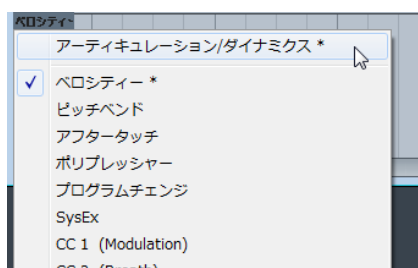 ベロシティ
アーティキュレーション/ダイナミクス *
ベロシティー *
ピッチベンド
アフタータッチ
ポリプレッシャー
プログラムチェンジ
SysEx
CC 1 (Modulation)
CC 2 (Breath)